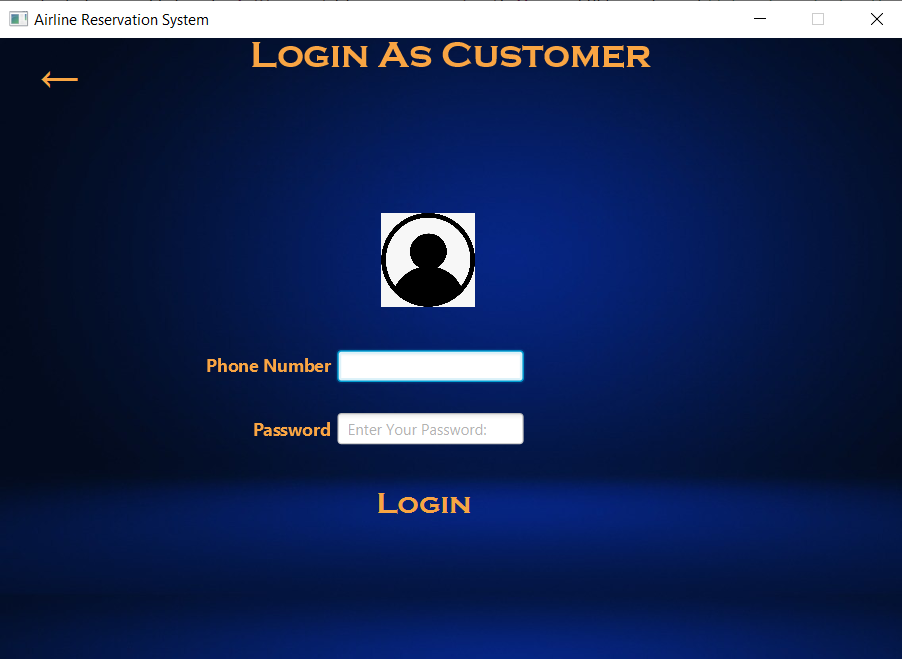 Airline Reservation System
Login As Customer
Phone Number
Password Enter Your Password:
Login